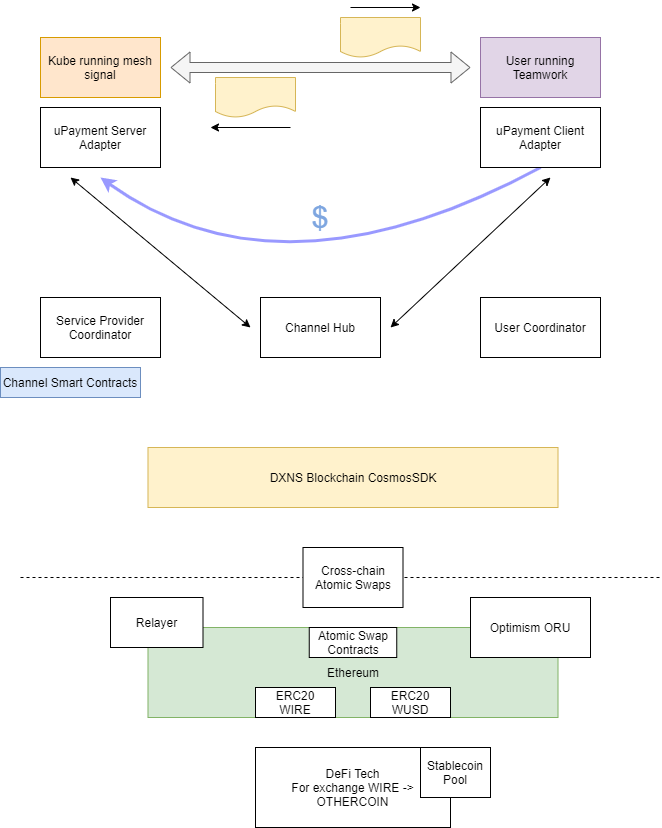 Kube running mesh
signal
User running
Teamwork
uPayment Server
Adapter
uPayment Client
Adapter
$
Service Provider
Coordinator
Channel Hub
User Coordinator
Channel Smart Contracts
DXNS Blockchain CosmosSDK
Cross-chain
Atomic Swaps
Relayer
Optimism ORU
Atomic Swap
Contracts
Ethereum
ERC20
WIRE
ERC20
WUSD
DeFi Tech
For exchange WIRE ->
OTHERCOIN
Stablecoin
Pool